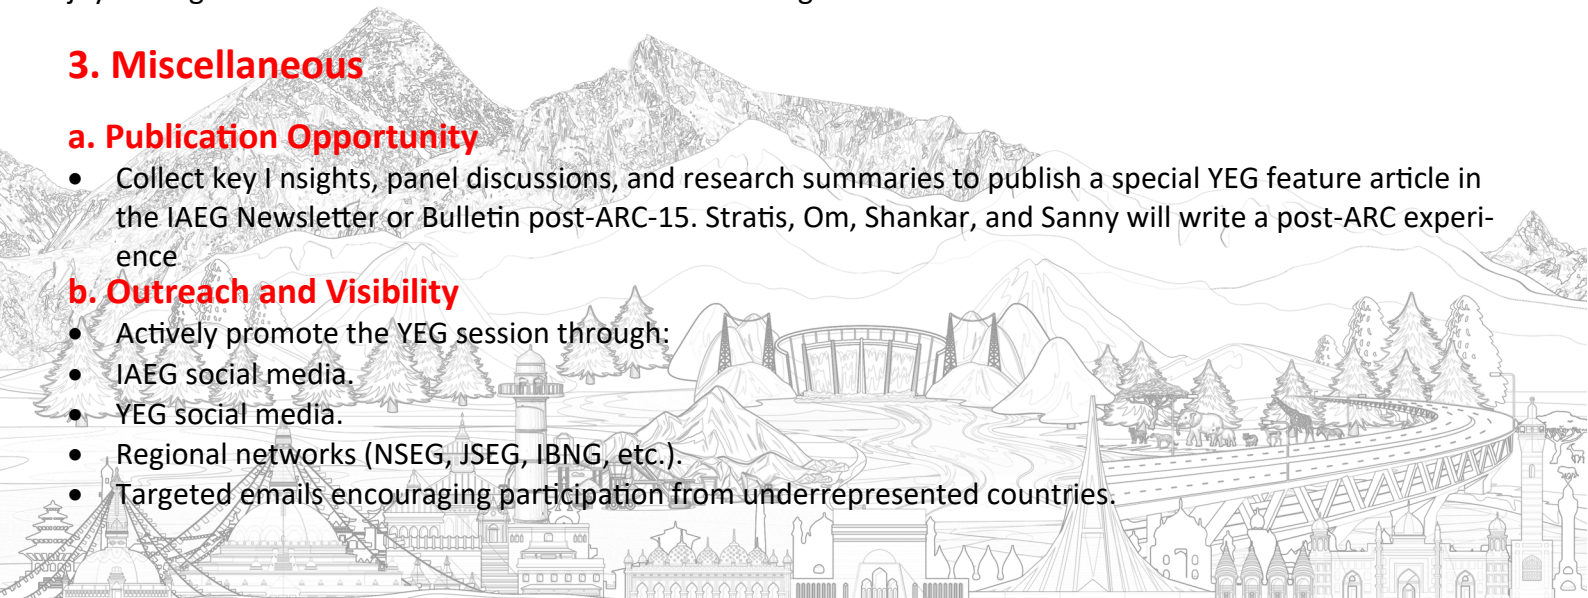 3. Miscellaneous
a. Publication Opportunity
• Collect key I nsights, panel discussions, and research summaries to publish a special YEG feature article in
the IAEG Newsletter or Bulletin post-ARC-15. Stratis, Om, Shankar, and Sanny will write a post-ARC experi-
ence
b. Outreach and Visibility
• Actively promote the YEG session through:
• IAEG social media.
• YEG social media.
• Regional networks (NSEG, JSEG, IBNG, etc.).
• Targeted emails encouraging participation from underrepresented countries.